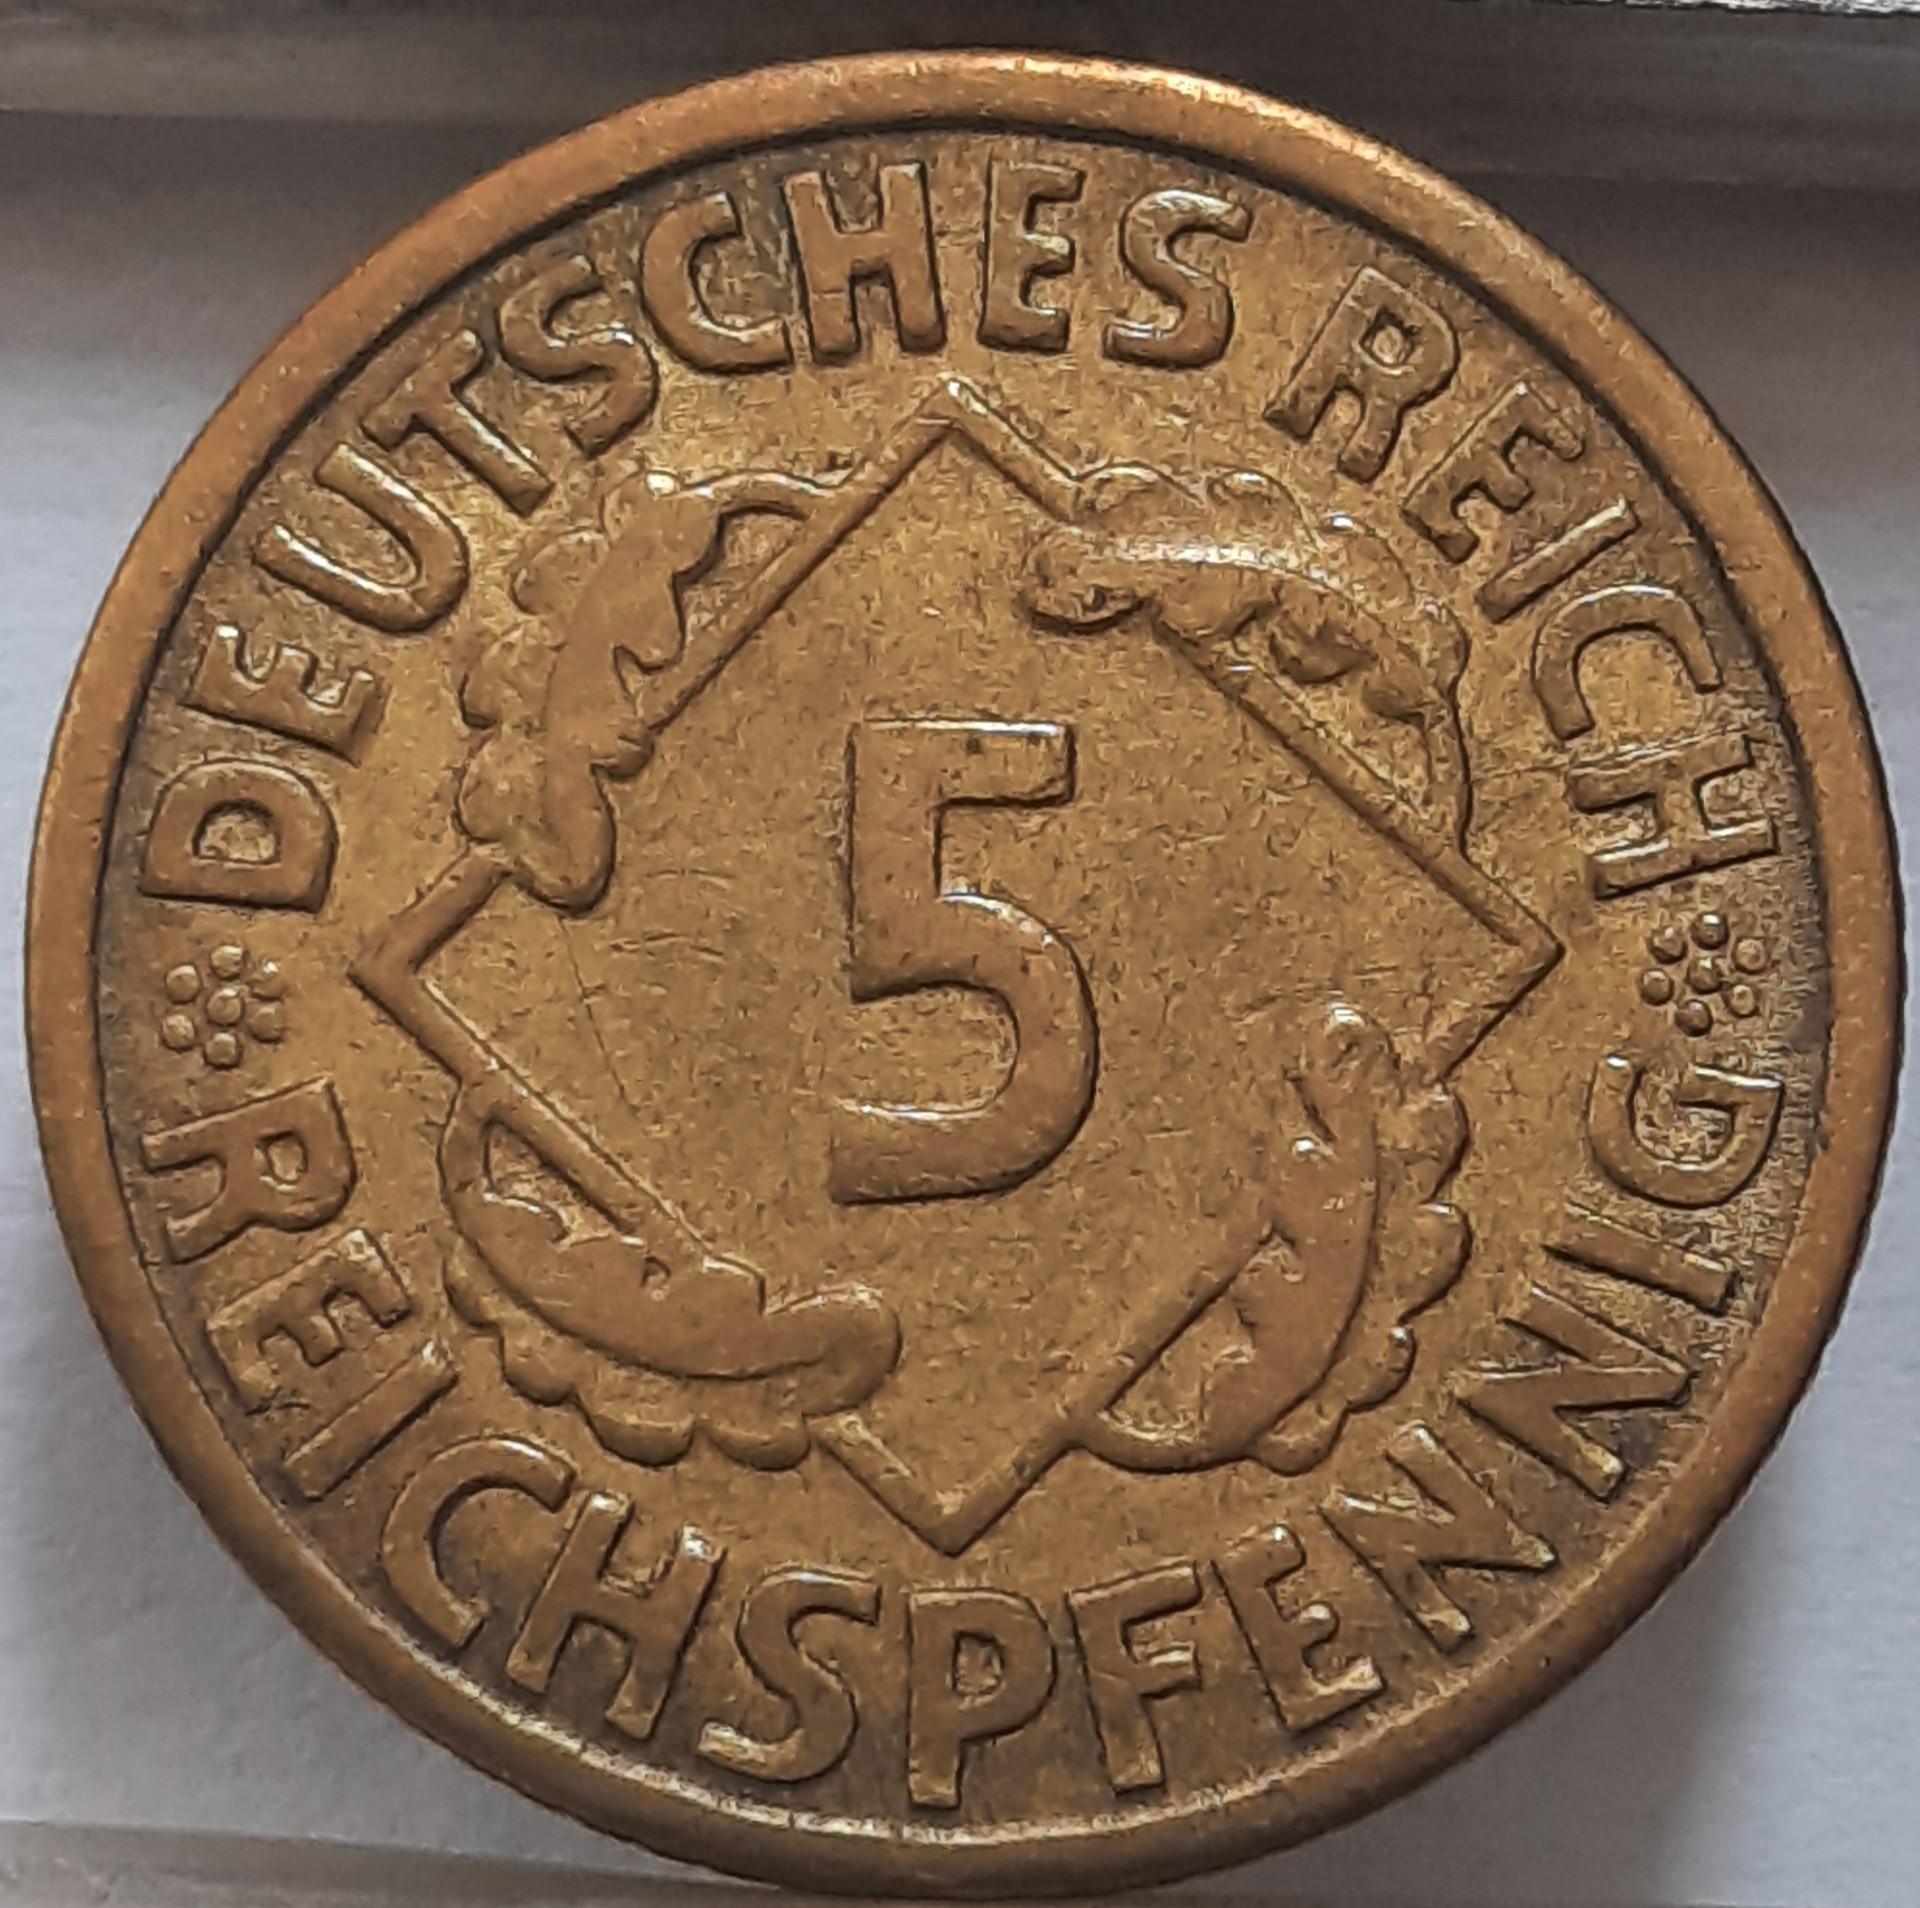 DEUTSCHES REICH
5
REICHSPFENNIG